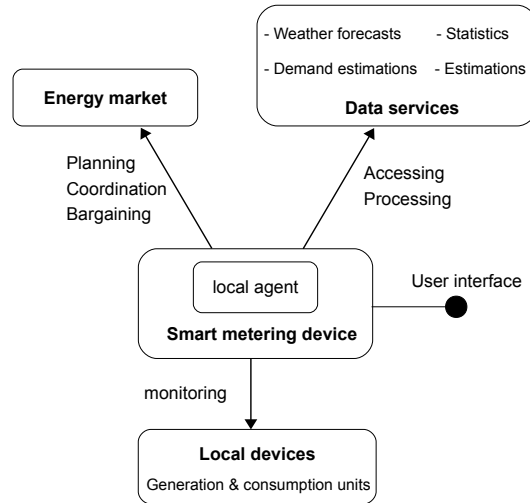 - Weather forecasts - Statistics
- Demand estimations - Estimations
Data services
Energy market
Planning
Coordination
Bargaining
Accessing
Processing
local agent
Smart metering device
User interface
monitoring
Local devices
Generation & consumption units